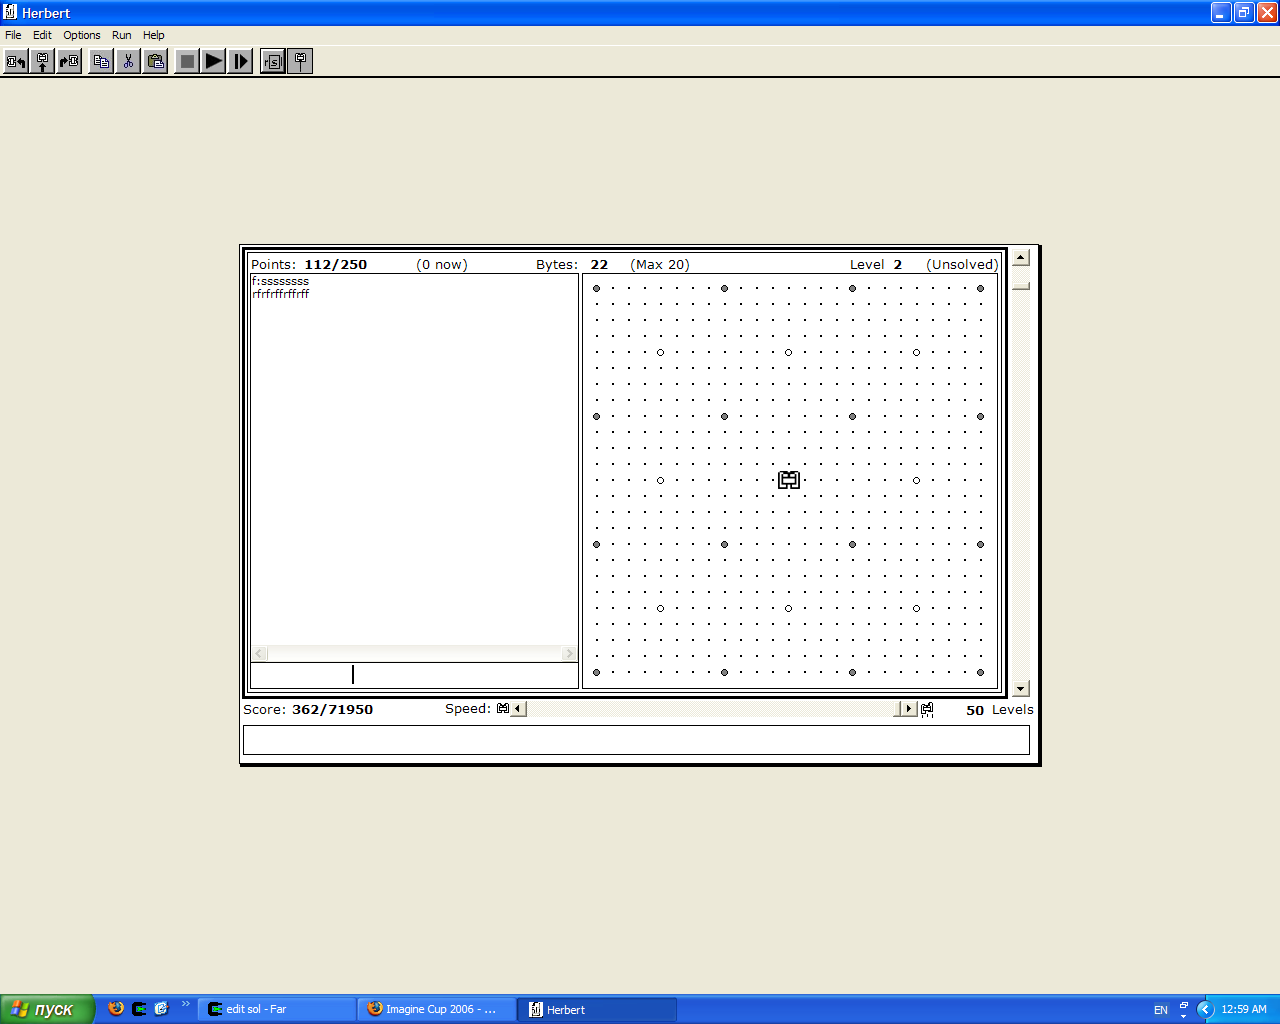 Herbert
File Edit Options Run Help
r s l
Points: 112/250 (0 now) Bytes: 22 (Max 20) Level 2 (Unsolved)
f:ssssssss
rfrfrffrffrff
Score: 362/71950 Speed: 50 Levels
пуск edit sol - Far Imagine Cup 2006 - ... Herbert EN 12:59 AM